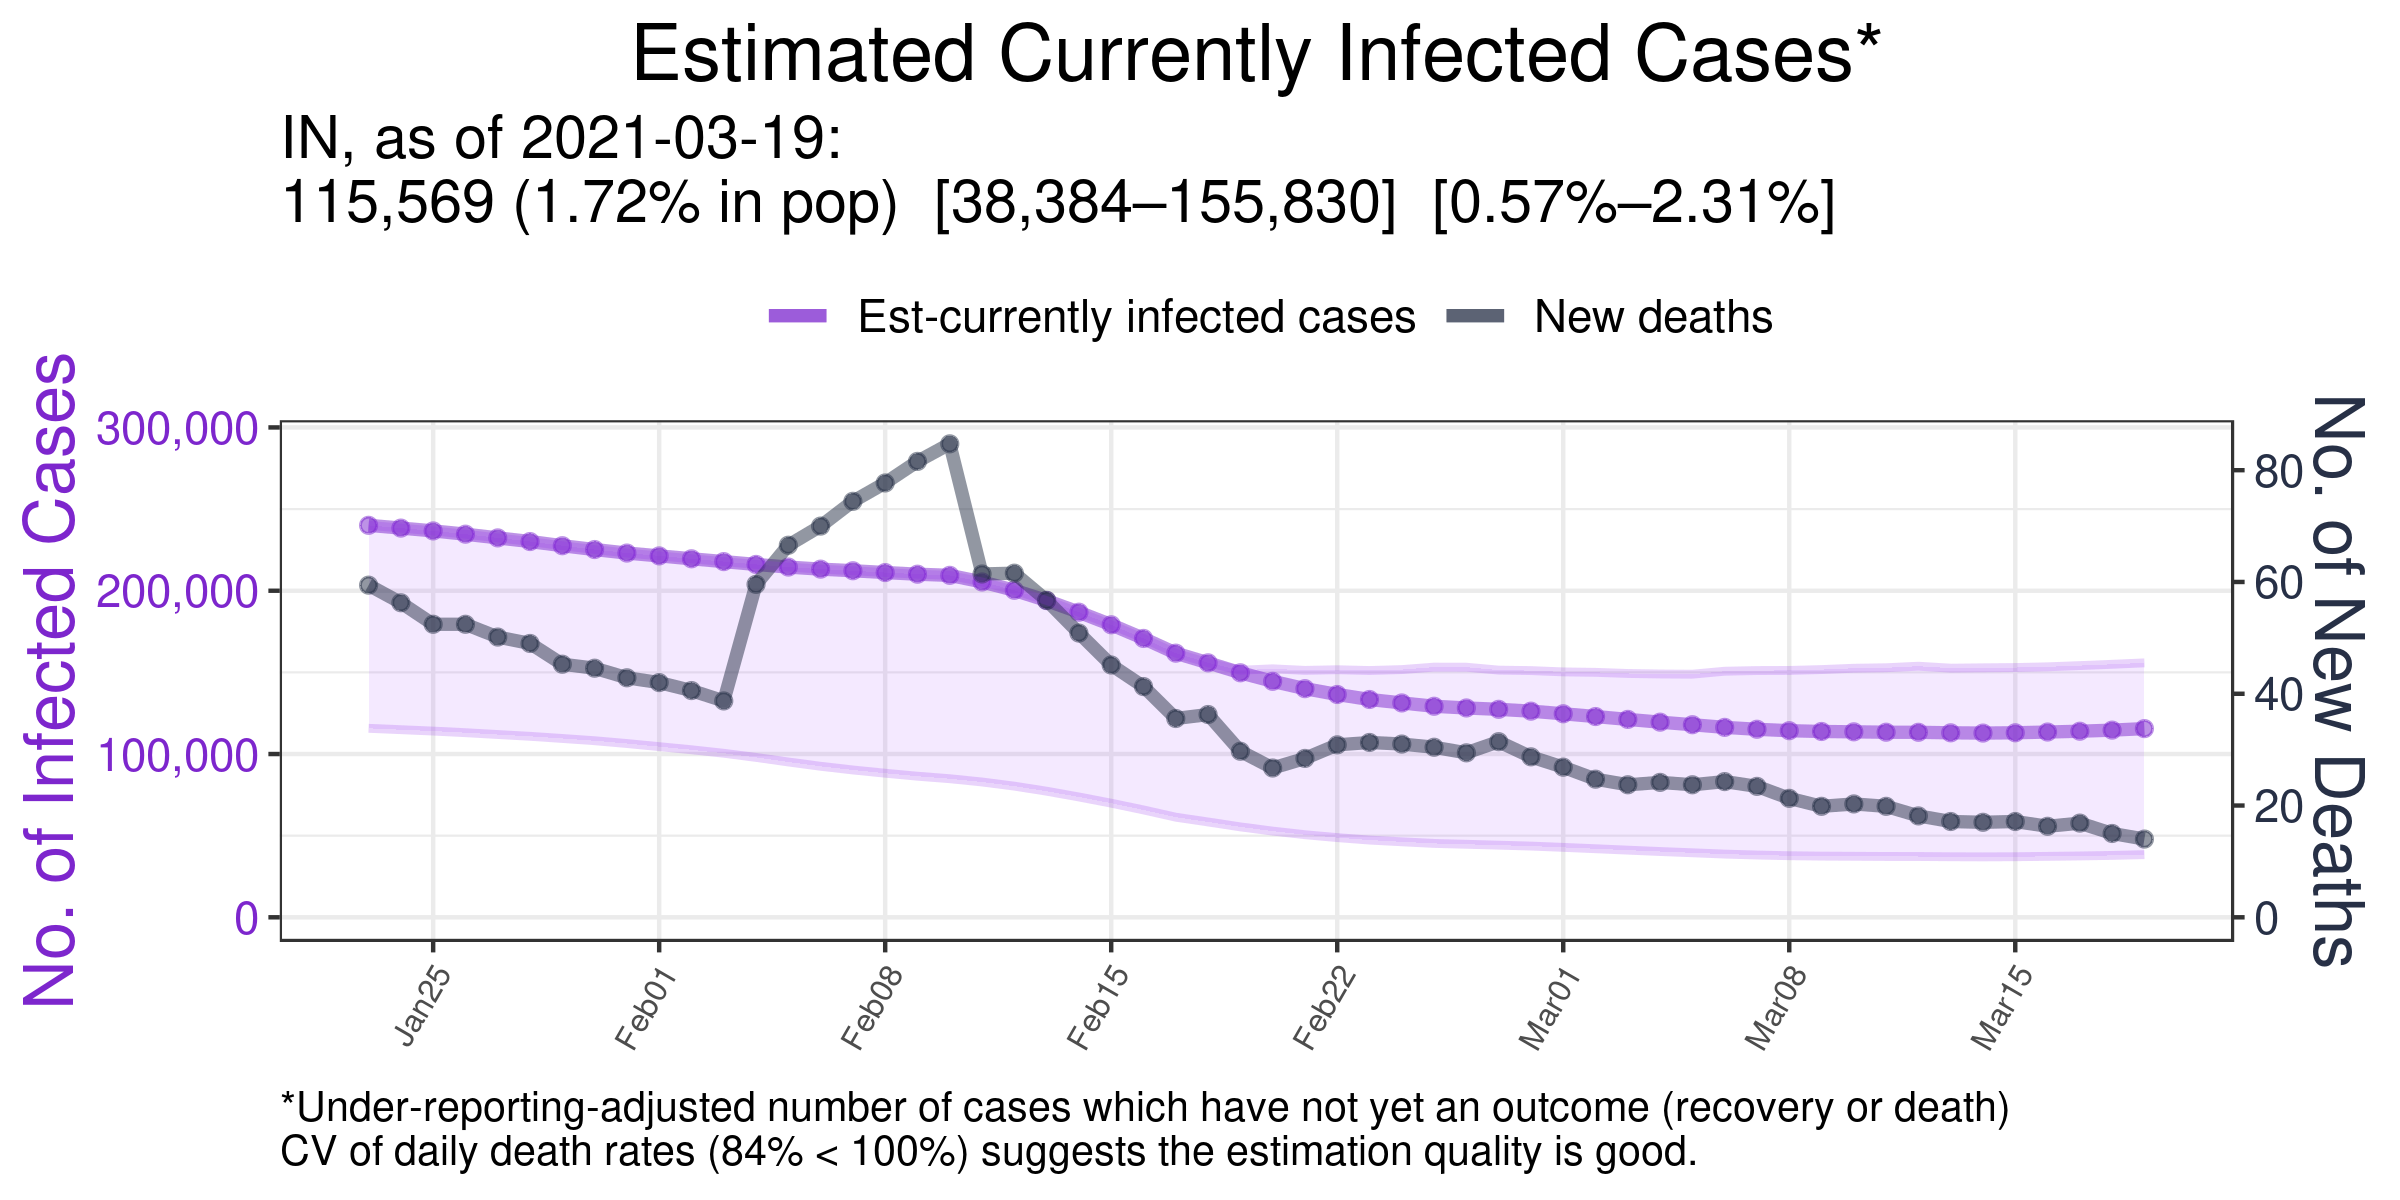 Estimated Currently Infected Cases*
IN, as of 2021-03-19:
115,569 (1.72% in pop)  [38,384–155,830]  [0.57%–2.31%]
Est-currently infected cases
New deaths
No. of Infected Cases
300,000
200,000
100,000
0
80
60
40
20
0
No. of New Deaths
Jan25
Feb01
Feb08
Feb15
Feb22
Mar01
Mar08
Mar15
*Under-reporting-adjusted number of cases which have not yet an outcome (recovery or death)
CV of daily death rates (84% < 100%) suggests the estimation quality is good.